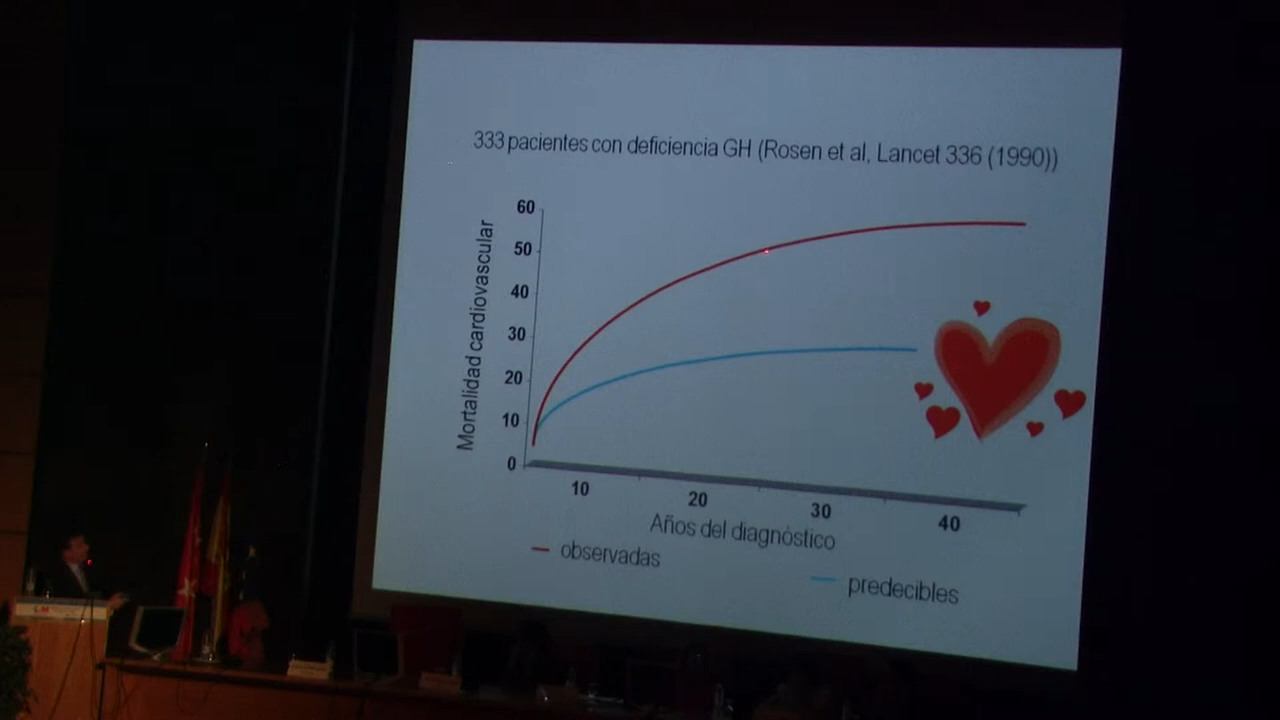 333 pacientes con deficiencia GH (Rosen et al, Lancet 336 (1990))
Mortalidad cardiovascular
60
50
40
30
20
10
0
10
20
30
40
Años del diagnóstico
observadas
predecibles